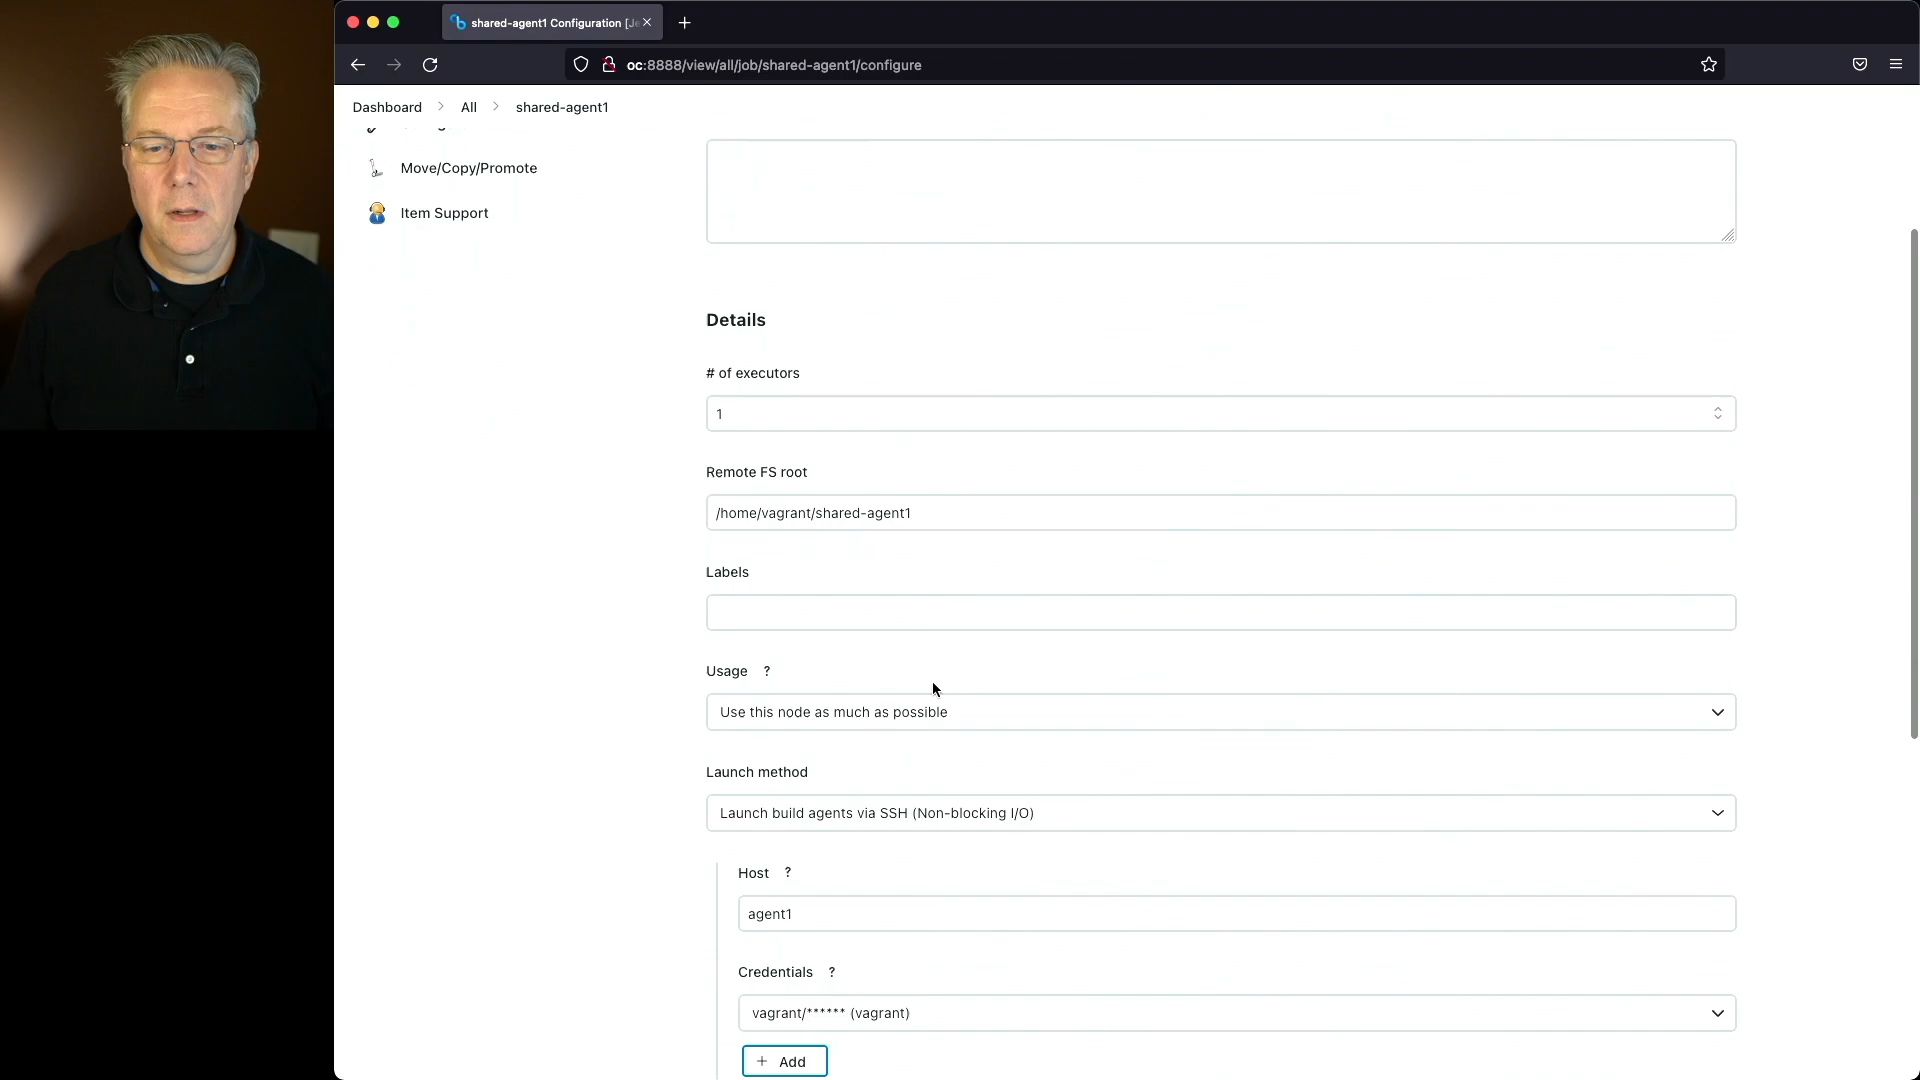 shared-agent1 Configuration [Je
oc:8888/view/all/job/shared-agent1/configure
Dashboard > All > shared-agent1
Move/Copy/Promote
Item Support
Details
# of executors
1
Remote FS root
/home/vagrant/shared-agent1
Labels
Usage ?
Use this node as much as possible
Launch method
Launch build agents via SSH (Non-blocking I/O)
Host ?
agent1
Credentials ?
vagrant/****** (vagrant)
+ Add